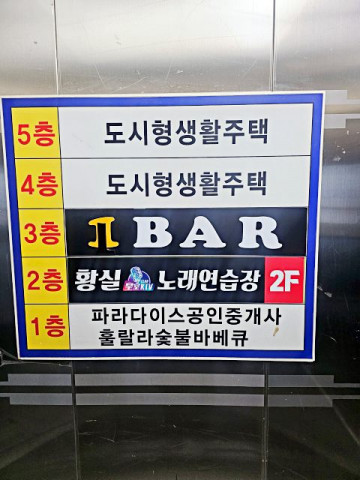 5층 도시형생활주택
4층 도시형생활주택
3층 BAR
2층 황실 노래연습장 2F
1층 파라다이스공인중개사
훌랄라숯불바베큐